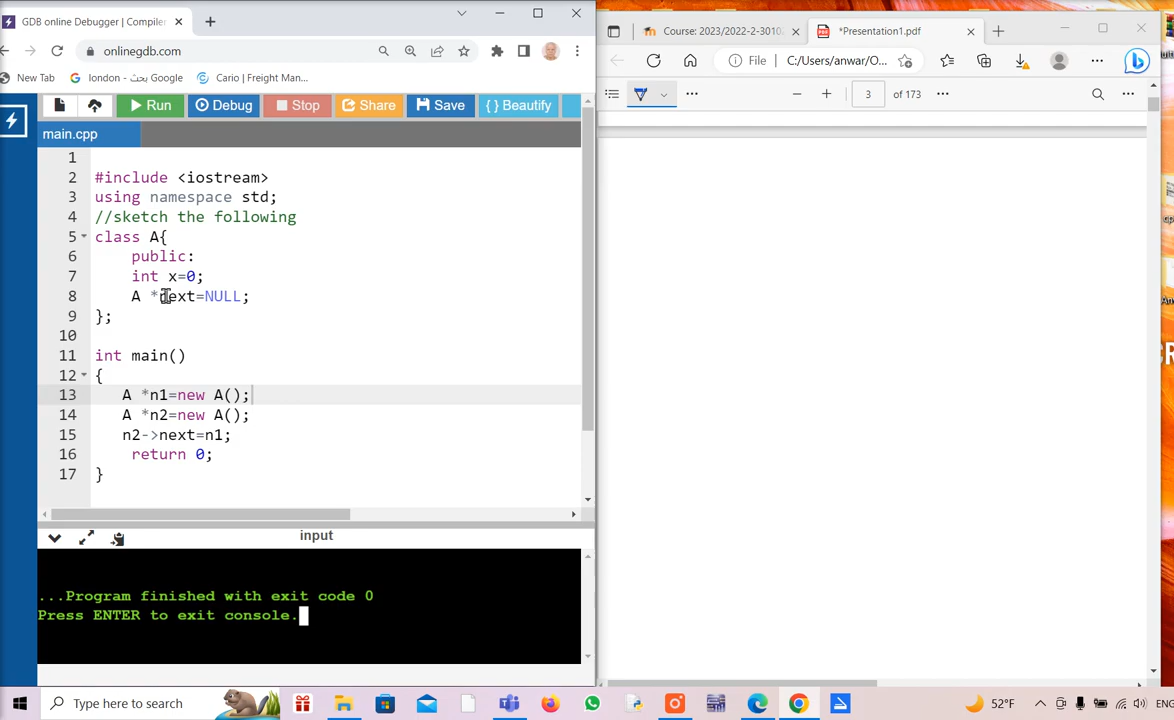 GDB online Debugger | Compiler
onlinegdb.com
New Tab
london - بحث Google
Cario | Freight Man...
Run
Debug
Stop
Share
Save
{ } Beautify
main.cpp
1
2 #include <iostream>
3 using namespace std;
4 //sketch the following
5 class A{
6 public:
7 int x=0;
8 A *next=NULL;
9 };
10
11 int main()
12 {
13 A *n1=new A();
14 A *n2=new A();
15 n2->next=n1;
16 return 0;
17 }
input
...Program finished with exit code 0
Press ENTER to exit console.
Course: 2023/2022-2-3010
*Presentation1.pdf
File
C:/Users/anwar/O...
3 of 173
Type here to search
52°F